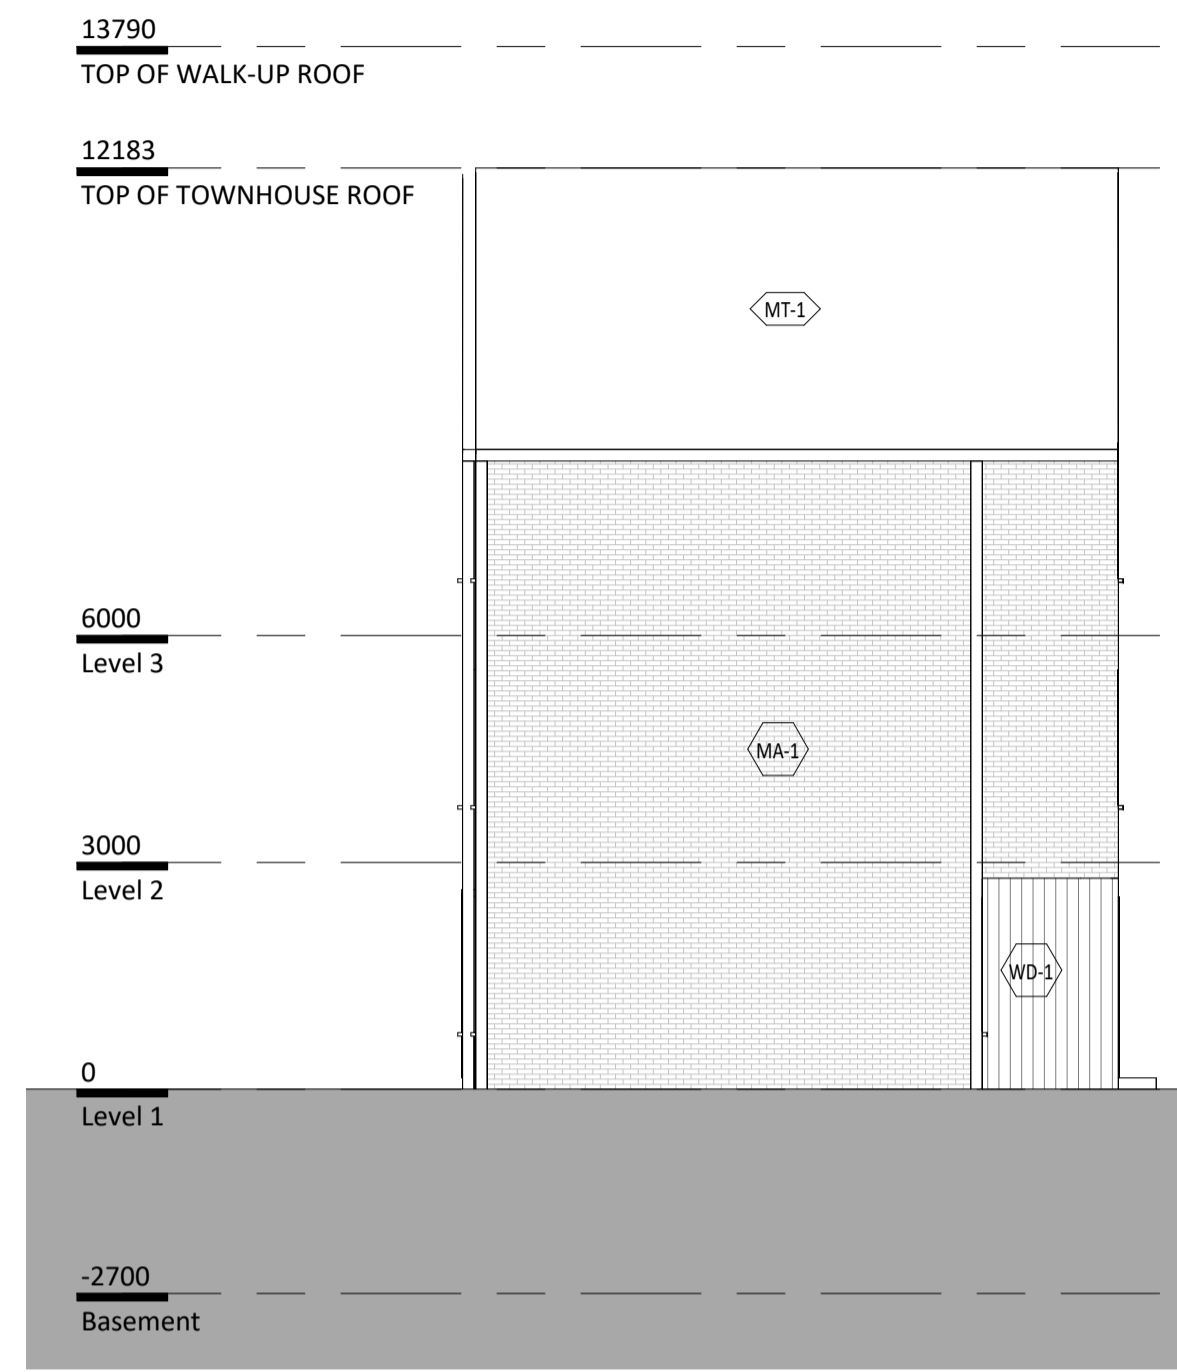 13790
TOP OF WALK-UP ROOF
12183
TOP OF TOWNHOUSE ROOF
MT-1
6000
Level 3
MA-1
3000
Level 2
WD-1
0
Level 1
-2700
Basement